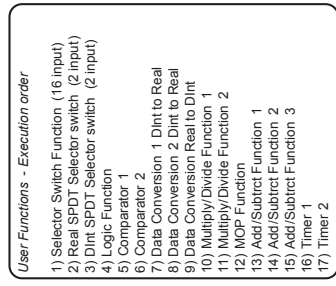 User Functions - Execution order
1) Selector Switch Function (16 input)
2) Real SPDT Selector switch (2 input)
3) DInt SPDT Selector switch (2 input)
4) Logic Function
5) Comparator 1
6) Comparator 2
7) Data Conversion 1 DInt to Real
8) Data Conversion 2 DInt to Real
9) Data Conversion Real to DInt
10) Multiply/Divide Function 1
11) Multiply/Divide Function 2
12) MOP Function
13) Add/Subtrct Function 1
14) Add/Subtrct Function 2
15) Add/Subtrct Function 3
16) Timer 1
17) Timer 2